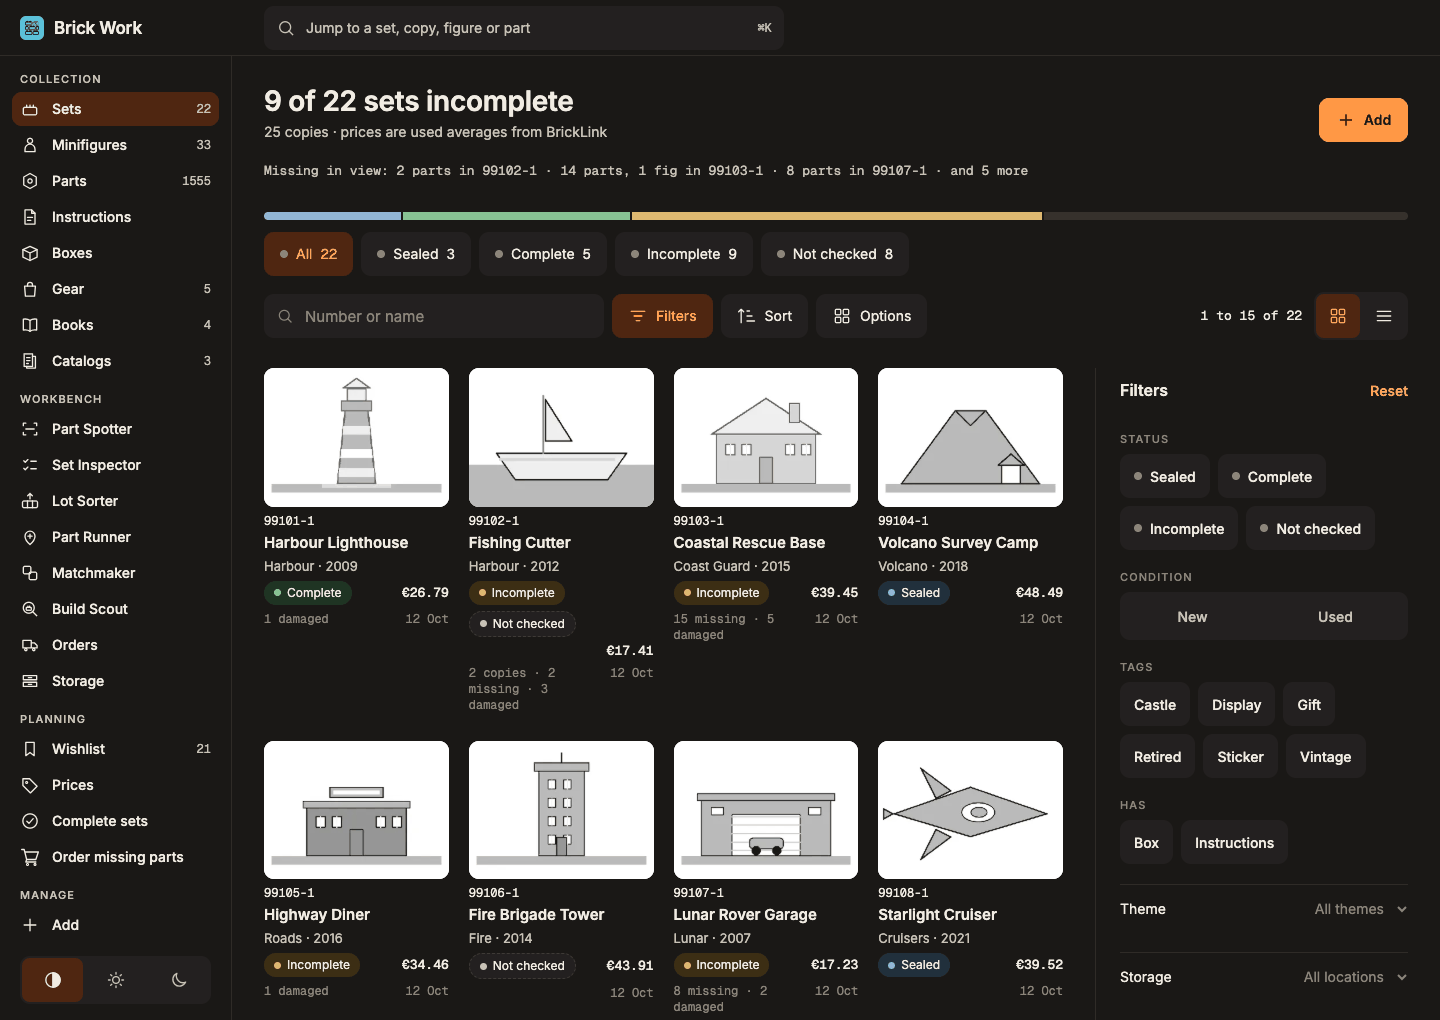 Brick Work
Jump to a set, copy, figure or part
⌘K
COLLECTION
Sets 22
Minifigures 33
Parts 1555
Instructions
Boxes
Gear 5
Books 4
Catalogs 3
WORKBENCH
Part Spotter
Set Inspector
Lot Sorter
Part Runner
Matchmaker
Build Scout
Orders
Storage
PLANNING
Wishlist 21
Prices
Complete sets
Order missing parts
MANAGE
Add
9 of 22 sets incomplete
25 copies · prices are used averages from BrickLink
Add
Missing in view: 2 parts in 99102-1 · 14 parts, 1 fig in 99103-1 · 8 parts in 99107-1 · and 5 more
All 22 Sealed 3 Complete 5 Incomplete 9 Not checked 8
Number or name
Filters
Sort
Options
1 to 15 of 22
99101-1
Harbour Lighthouse
Harbour · 2009
Complete €26.79
1 damaged 12 Oct
99102-1
Fishing Cutter
Harbour · 2012
Incomplete
Not checked
€17.41
2 copies · 2 12 Oct
missing · 3
damaged
99103-1
Coastal Rescue Base
Coast Guard · 2015
Incomplete €39.45
15 missing · 5 12 Oct
damaged
99104-1
Volcano Survey Camp
Volcano · 2018
Sealed €48.49
12 Oct
99105-1
Highway Diner
Roads · 2016
Incomplete €34.46
1 damaged 12 Oct
99106-1
Fire Brigade Tower
Fire · 2014
Not checked €43.91
12 Oct
99107-1
Lunar Rover Garage
Lunar · 2007
Incomplete €17.23
8 missing · 2 12 Oct
damaged
99108-1
Starlight Cruiser
Cruisers · 2021
Sealed €39.52
12 Oct
Filters Reset
STATUS
Sealed Complete
Incomplete Not checked
CONDITION
New Used
TAGS
Castle Display Gift
Retired Sticker Vintage
HAS
Box Instructions
Theme All themes
Storage All locations